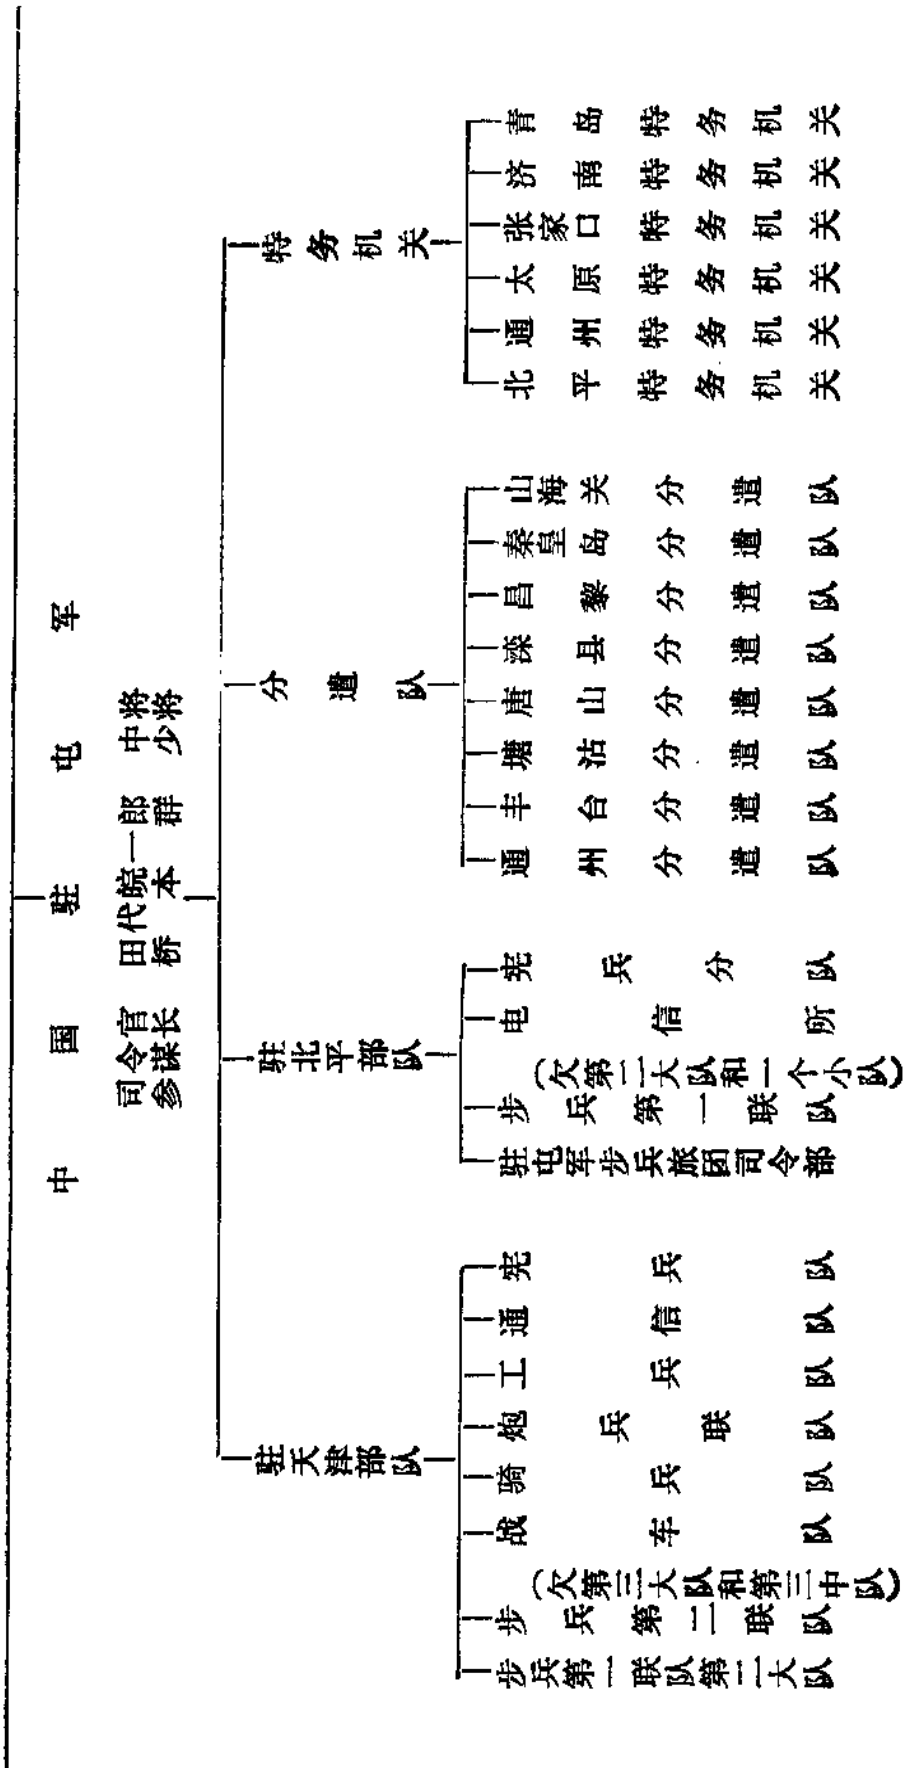 中国驻屯军
司令官 田代皖一郎 中将
参谋长 桥本群 少将
驻天津部队
步兵第一联队第二大队
步兵第二联队
(欠第三大队和第三中队)
战车队
骑兵队
炮兵联队
工兵队
通信队
宪兵队
驻北平部队
驻屯军步兵旅团司令部
步兵第一联队
(欠第二大队和一个小队)
电信所
宪兵分队
分遣队
通州分遣队
丰台分遣队
塘沽分遣队
唐山分遣队
滦县分遣队
昌黎分遣队
秦皇岛分遣队
山海关分遣队
特务机关
北平特务机关
通州特务机关
太原特务机关
张家口特务机关
济南特务机关
青岛特务机关